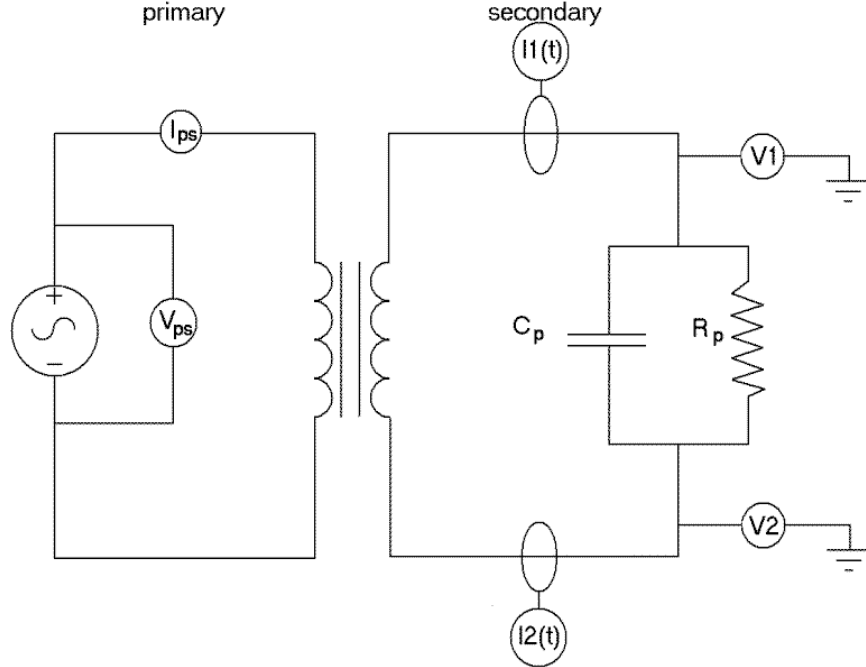 primary
secondary
I1(t)
Ips
V1
+
Vps
−
Cp
Rp
V2
I2(t)